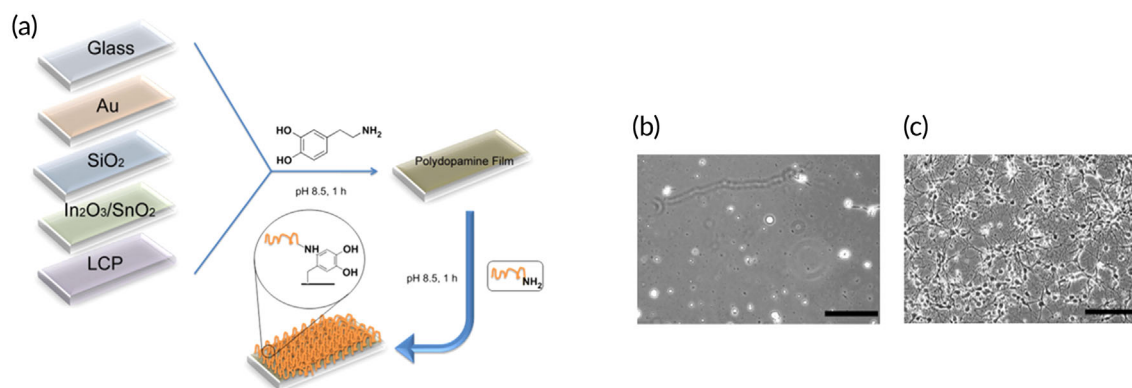 (a)
Glass
Au
SiO₂
In₂O₃/SnO₂
LCP
HO
HO
NH₂
pH 8.5, 1 h
Polydopamine Film
NH
OH
OH
pH 8.5, 1 h
NH₂
(b)
(c)